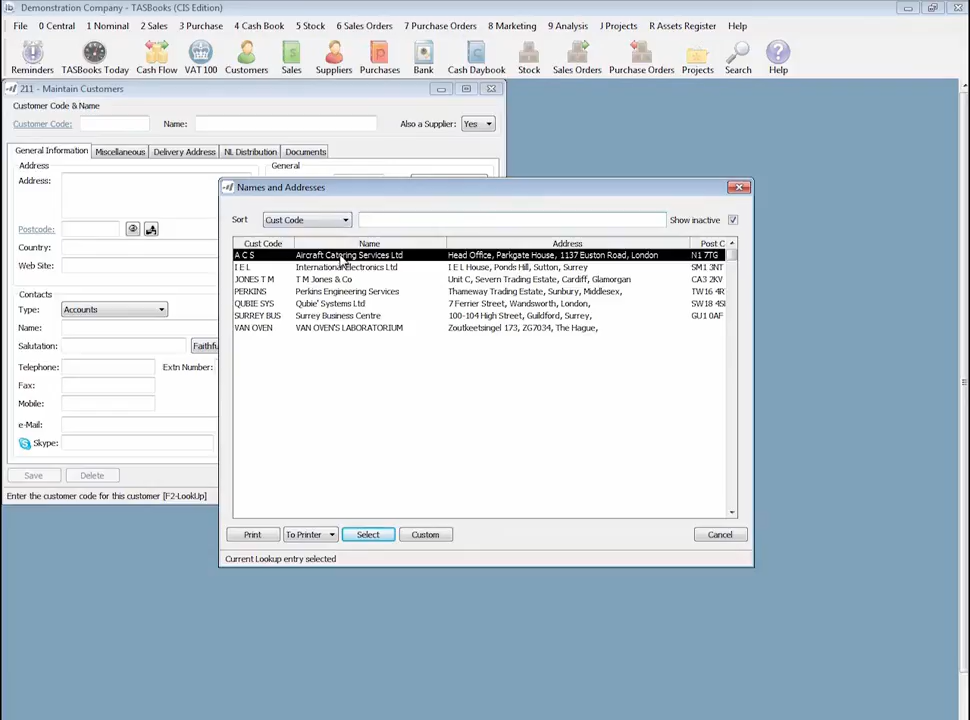 Demonstration Company - TASBooks (CIS Edition)
File 0 Central 1 Nominal 2 Sales 3 Purchase 4 Cash Book 5 Stock 6 Sales Orders 7 Purchase Orders 8 Marketing 9 Analysis J Projects R Assets Register Help
Reminders TASBooks Today Cash Flow VAT 100 Customers Sales Suppliers Purchases Bank Cash Daybook Stock Sales Orders Purchase Orders Projects Search Help
211 - Maintain Customers
Customer Code & Name
Customer Code: Name: Also a Supplier: Yes
General Information Miscellaneous Delivery Address NL Distribution Documents
Address General
Address:
Postcode:
Country:
Web Site:
Contacts
Type: Accounts
Name:
Salutation: Faithfu
Telephone: Extn Number:
Fax:
Mobile:
e-Mail:
Skype:
Save Delete
Enter the customer code for this customer [F2-LookUp]
Names and Addresses
Sort Cust Code Show inactive
Cust Code Name Address Post C
A C S Aircraft Catering Services Ltd Head Office, Parkgate House, 1137 Euston Road, London N1 7TG
I E L International Electronics Ltd I E L House, Ponds Hill, Sutton, Surrey SM1 3NT
JONES T M T M Jones & Co Unit C, Severn Trading Estate, Cardiff, Glamorgan CA3 2KV
PERKINS Perkins Engineering Services Thameway Trading Estate, Sunbury, Middlesex, TW16 4R
QUBIE SYS Qubie' Systems Ltd 7 Ferrier Street, Wandsworth, London, SW18 4S
SURREY BUS Surrey Business Centre 100-104 High Street, Guildford, Surrey, GU1 0AF
VAN OVEN VAN OVEN'S LABORATORIUM Zoutkeetsingel 173, ZG7034, The Hague,
Print To Printer Select Custom Cancel
Current Lookup entry selected